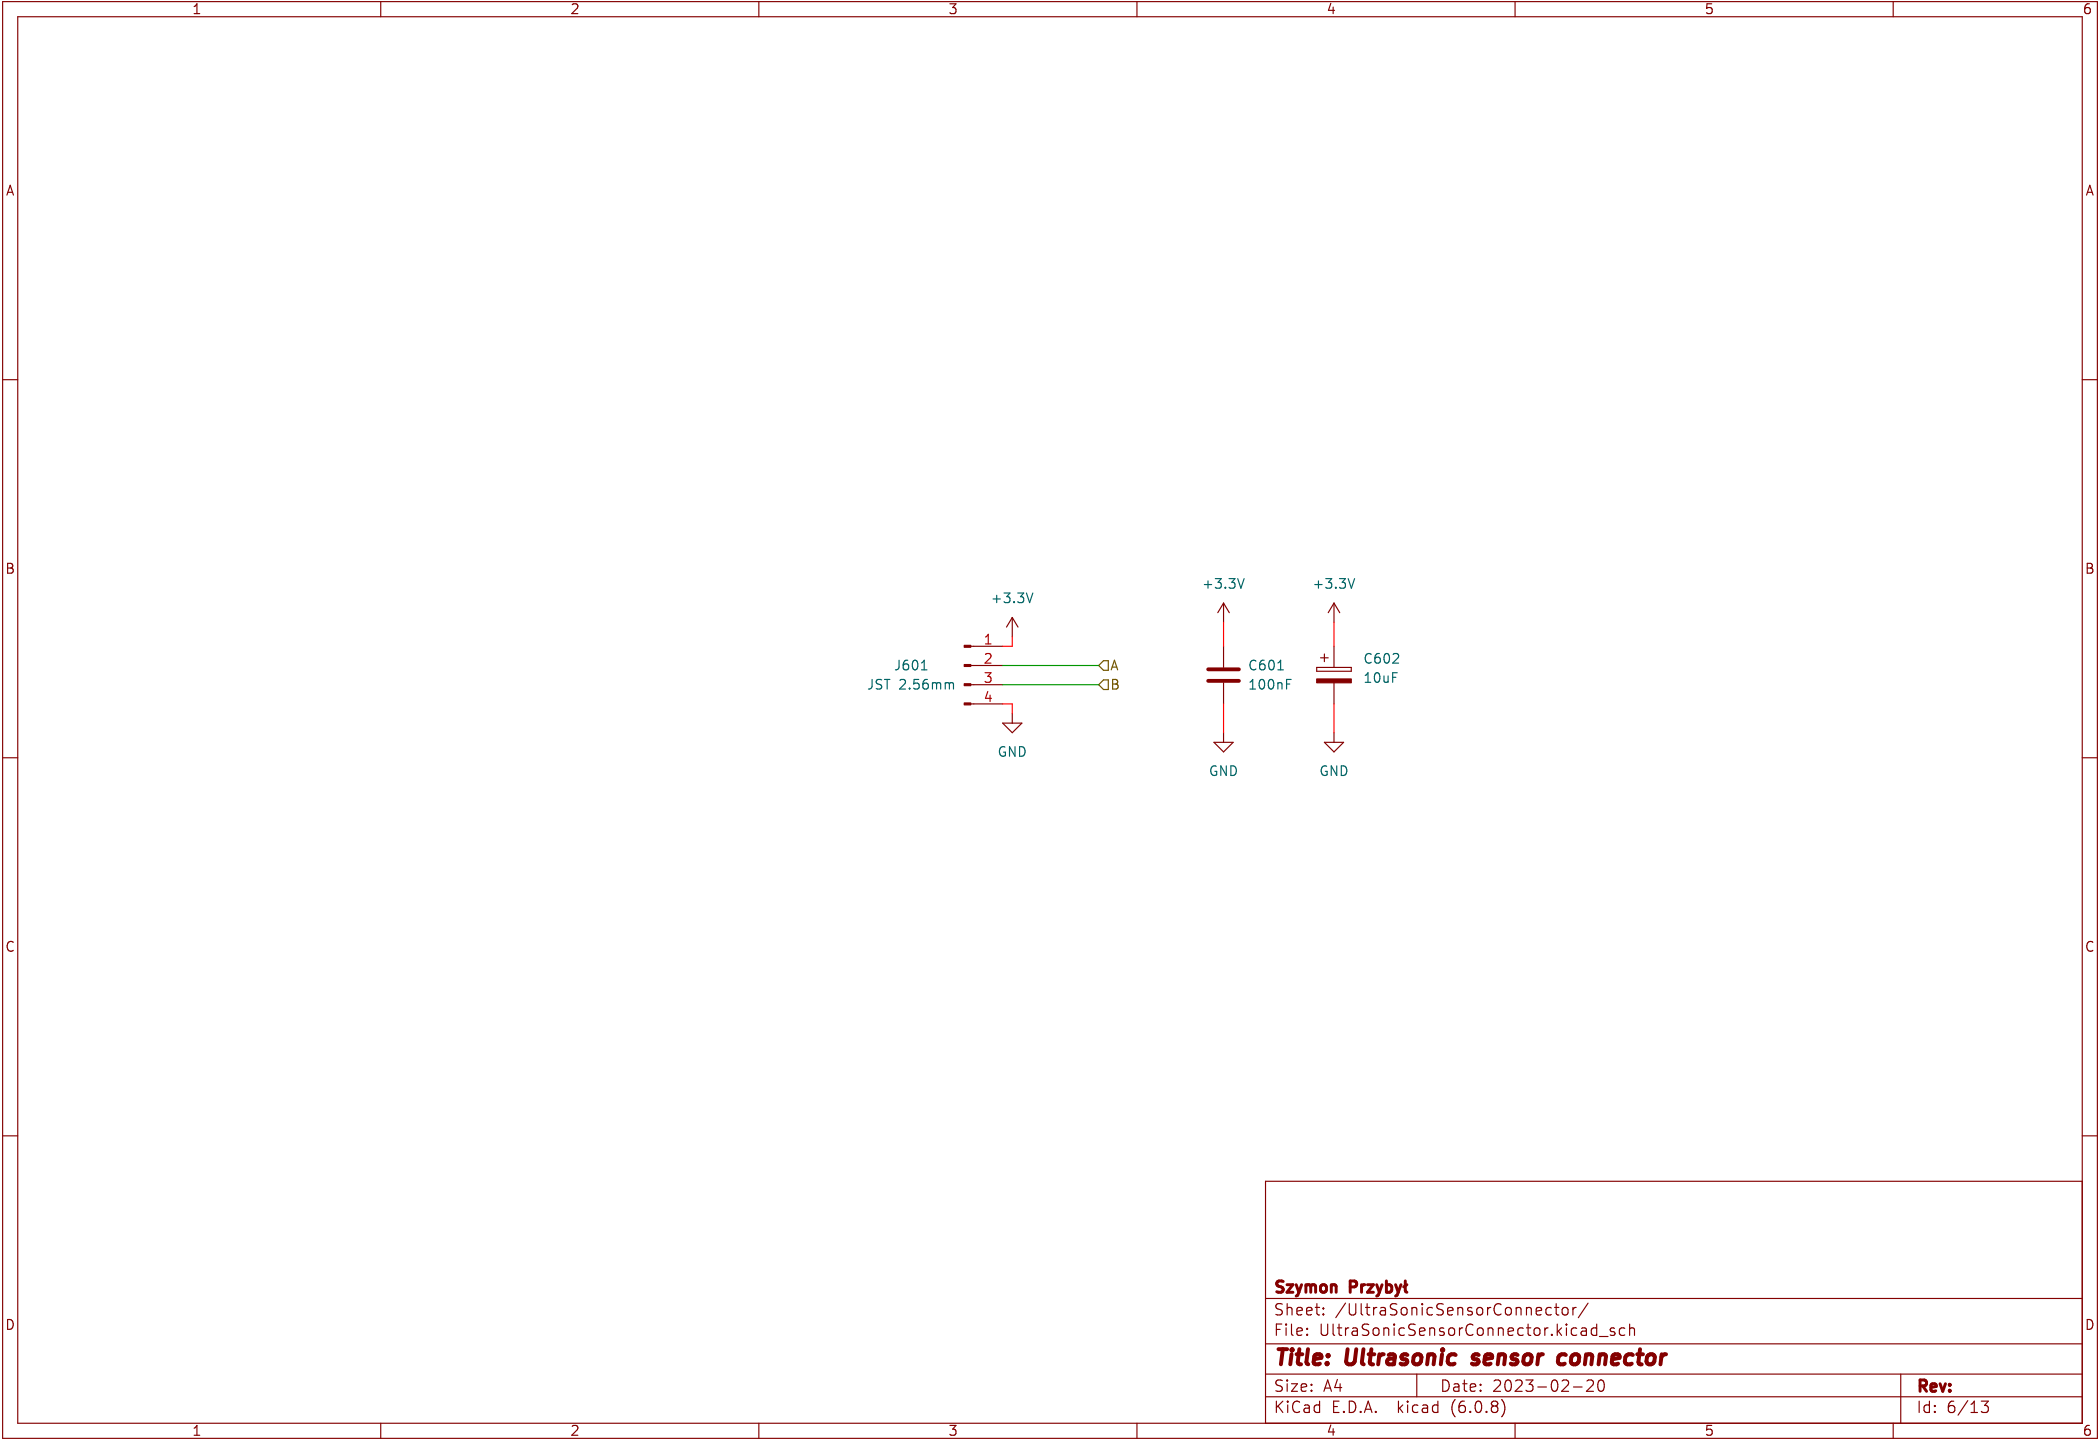 1 2 3 4 5 6
A A
B B
+3.3V +3.3V
+3.3V
1
J601 2 A
JST 2.56mm 3 B
4
GND
+ C602
10uF
C601
100nF
GND GND
C C
Szymon Przybył
Sheet: /UltraSonicSensorConnector/
File: UltraSonicSensorConnector.kicad_sch
D D
Title: Ultrasonic sensor connector
Size: A4 Date: 2023-02-20 Rev:
KiCad E.D.A. kicad (6.0.8) Id: 6/13
1 2 3 4 5 6